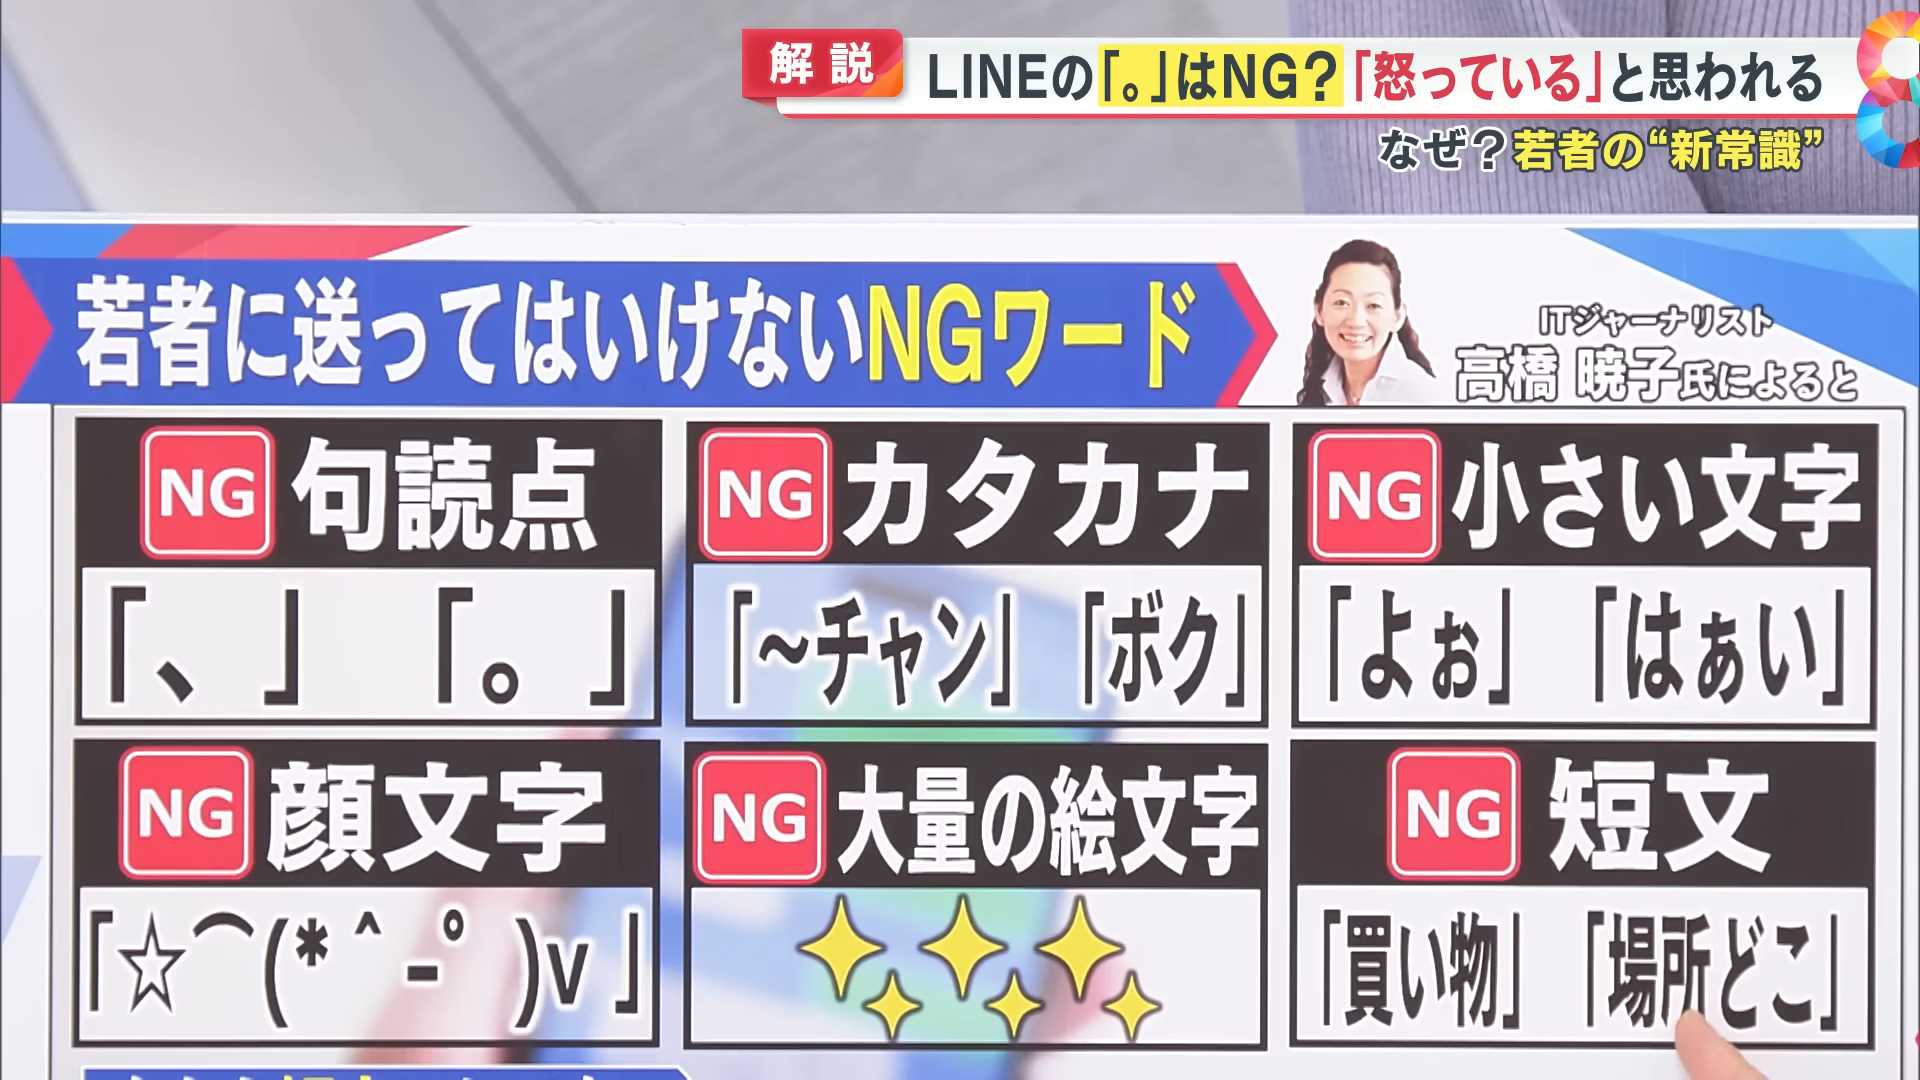 解説
LINEの「。」はNG?「怒っている」と思われる
なぜ?若者の“新常識”
若者に送ってはいけないNGワード
ITジャーナリスト
高橋 暁子氏によると
NG 句読点
「、」 「。」
NG カタカナ
「~チャン」 「ボク」
NG 小さい文字
「よぉ」 「はぁい」
NG 顔文字
「☆⌒(*＾-゜)v」
NG 大量の絵文字
NG 短文
「買い物」 「場所どこ」